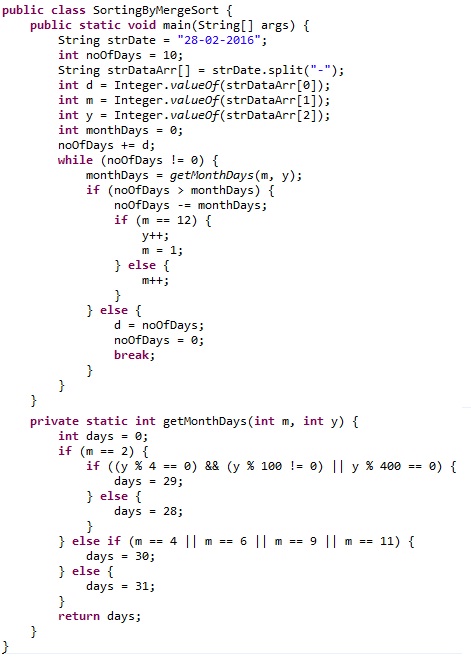 public class SortingByMergeSort {
    public static void main(String[] args) {
        String strDate = "28-02-2016";
        int noOfDays = 10;
        String strDataArr[] = strDate.split("-");
        int d = Integer.valueOf(strDataArr[0]);
        int m = Integer.valueOf(strDataArr[1]);
        int y = Integer.valueOf(strDataArr[2]);
        int monthDays = 0;
        noOfDays += d;
        while (noOfDays != 0) {
            monthDays = getMonthDays(m, y);
            if (noOfDays > monthDays) {
                noOfDays -= monthDays;
                if (m == 12) {
                    y++;
                    m = 1;
                } else {
                    m++;
                }
            } else {
                d = noOfDays;
                noOfDays = 0;
                break;
            }
        }
    }
    private static int getMonthDays(int m, int y) {
        int days = 0;
        if (m == 2) {
            if ((y % 4 == 0) && (y % 100 != 0) || y % 400 == 0) {
                days = 29;
            } else {
                days = 28;
            }
        } else if (m == 4 || m == 6 || m == 9 || m == 11) {
            days = 30;
        } else {
            days = 31;
        }
        return days;
    }
}